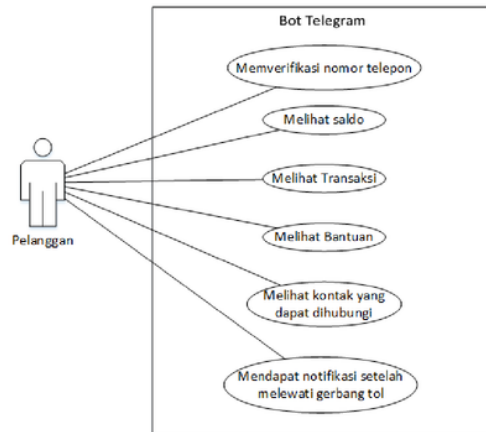 Bot Telegram
Memverifikasi nomor telepon
Melihat saldo
Melihat Transaksi
Pelanggan
Melihat Bantuan
Melihat kontak yang
dapat dihubungi
Mendapat notifikasi setelah
melewati gerbang tol